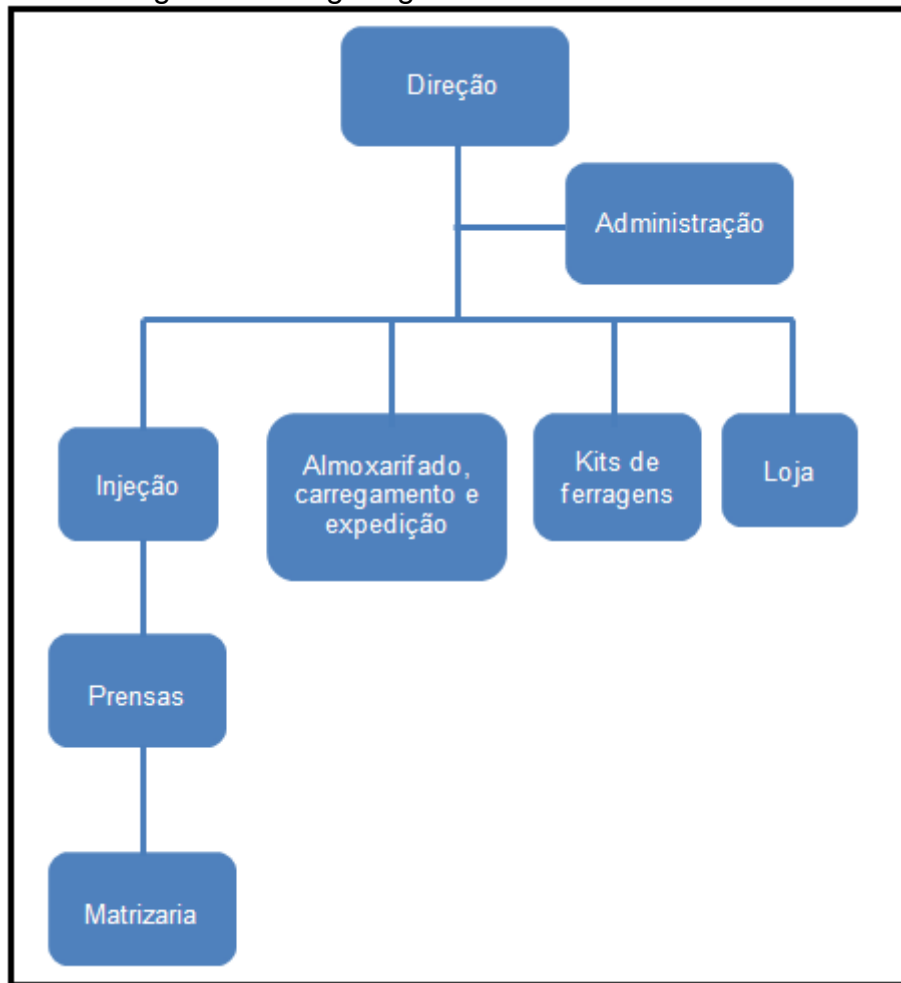 Direção
Administração
Injeção
Almoxarifado,
carregamento e
expedição
Kits de
ferragens
Loja
Prensas
Matrizaria